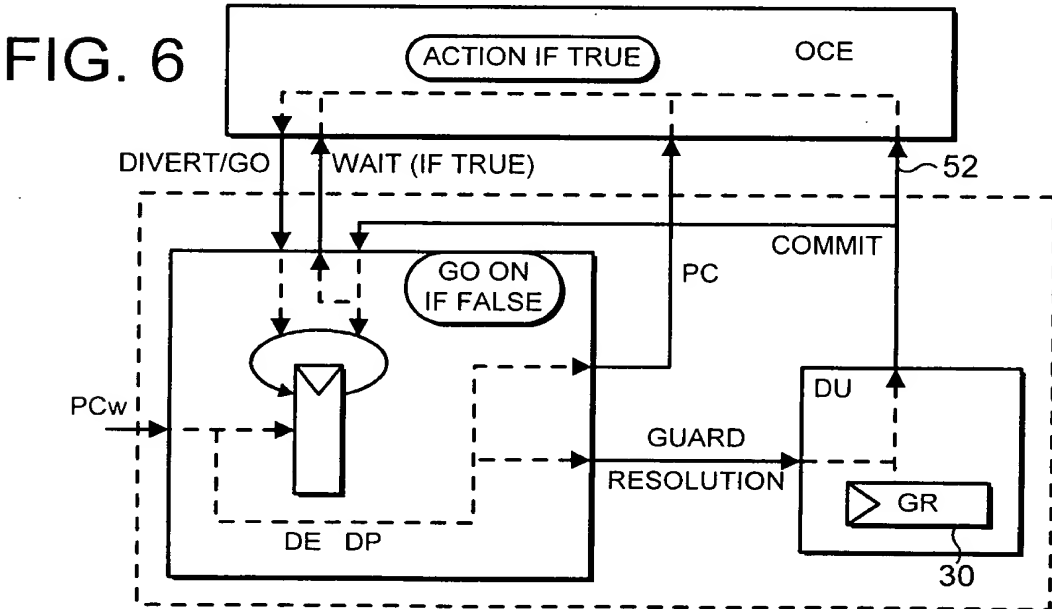 FIG. 6
ACTION IF TRUE
OCE
DIVERT/GO
WAIT (IF TRUE)
52
COMMIT
GO ON
IF FALSE
PC
PCw
DU
GUARD
RESOLUTION
GR
DE DP
30